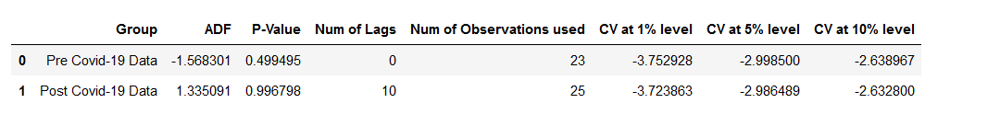 Group ADF P-Value Num of Lags Num of Observations used CV at 1% level CV at 5% level CV at 10% level
0 Pre Covid-19 Data -1.568301 0.499495 0 23 -3.752928 -2.998500 -2.638967
1 Post Covid-19 Data 1.335091 0.996798 10 25 -3.723863 -2.986489 -2.632800